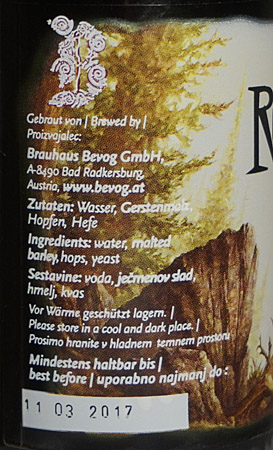 Gebraut von | Brewed by |
Proizvajalec:
Brauhaus Bevog GmbH,
A-8490 Bad Radkersburg,
Austria, www.bevog.at
Zutaten: Wasser, Gerstenmalz,
Hopfen, Hefe
Ingredients: water, malted
barley, hops, yeast
Sestavine: voda, ječmenov slad,
hmelj, kvas
Vor Wärme geschützt lagern. |
Please store in a cool and dark place. |
Prosimo hranite v hladnem temnem prostoru
Mindestens haltbar bis |
best before | uporabno najmanj do :
11 03 2017